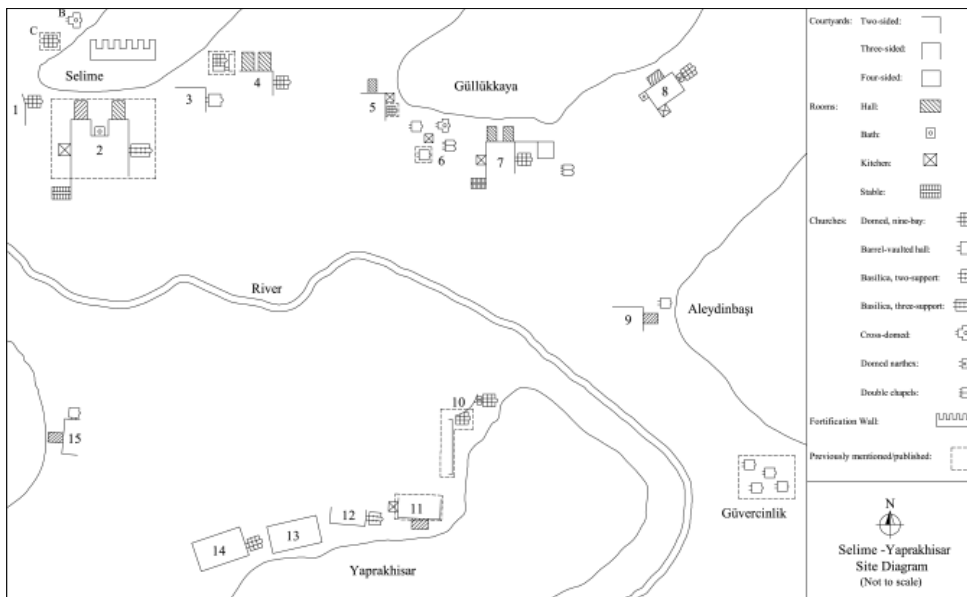 B
C
Selime
1
2
3
4
5
Güllükkaya
6
7
8
River
9
Aleydinbaşı
10
15
11
12
13
14
Yaprakhisar
Güvercinlik
Courtyards: Two-sided:
Three-sided:
Four-sided:
Rooms: Hall:
Bath:
Kitchen:
Stable:
Churches: Domed, nine-bay:
Barrel-vaulted hall:
Basilica, two-support:
Basilica, three-support:
Cross-domed:
Domed narthex:
Double chapels:
Fortification Wall:
Previously mentioned/published:
N
Selime -Yaprakhisar
Site Diagram
(Not to scale)